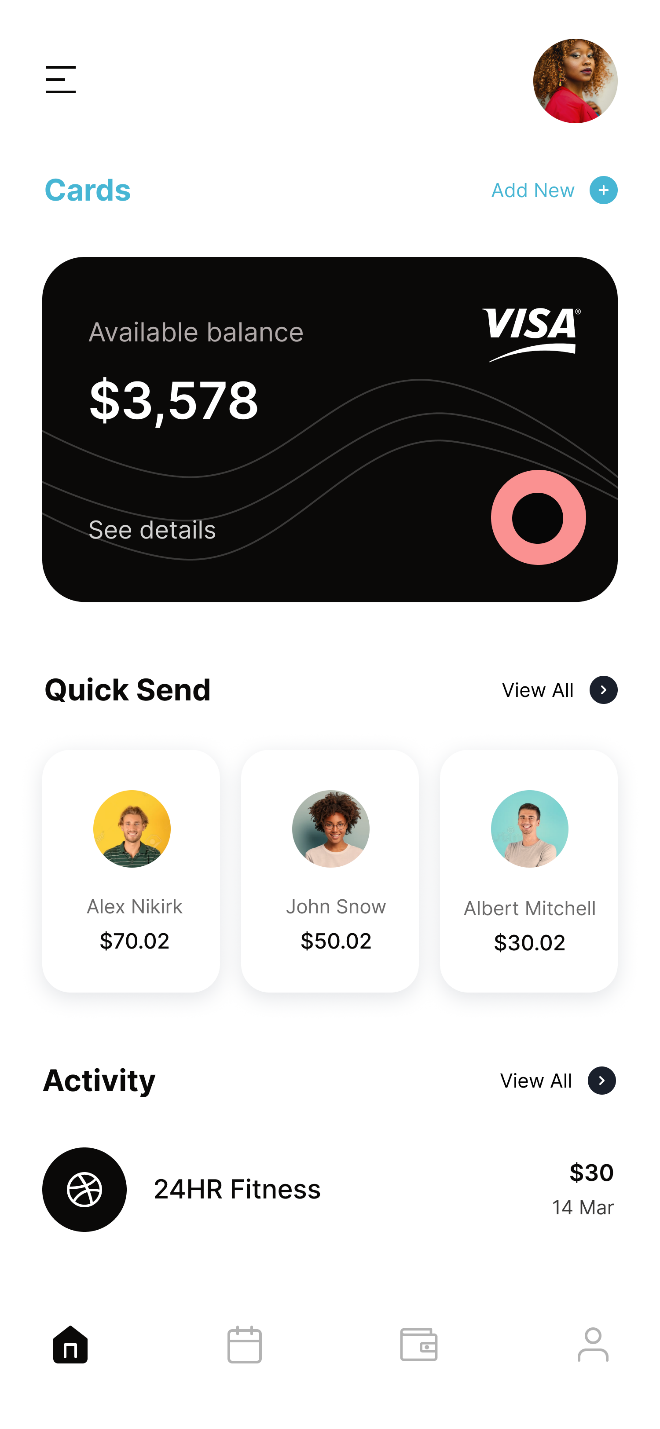 Cards
Add New
Available balance
VISA®
$3,578
See details
Quick Send
View All
Alex Nikirk
$70.02
John Snow
$50.02
Albert Mitchell
$30.02
Activity
View All
24HR Fitness
$30
14 Mar